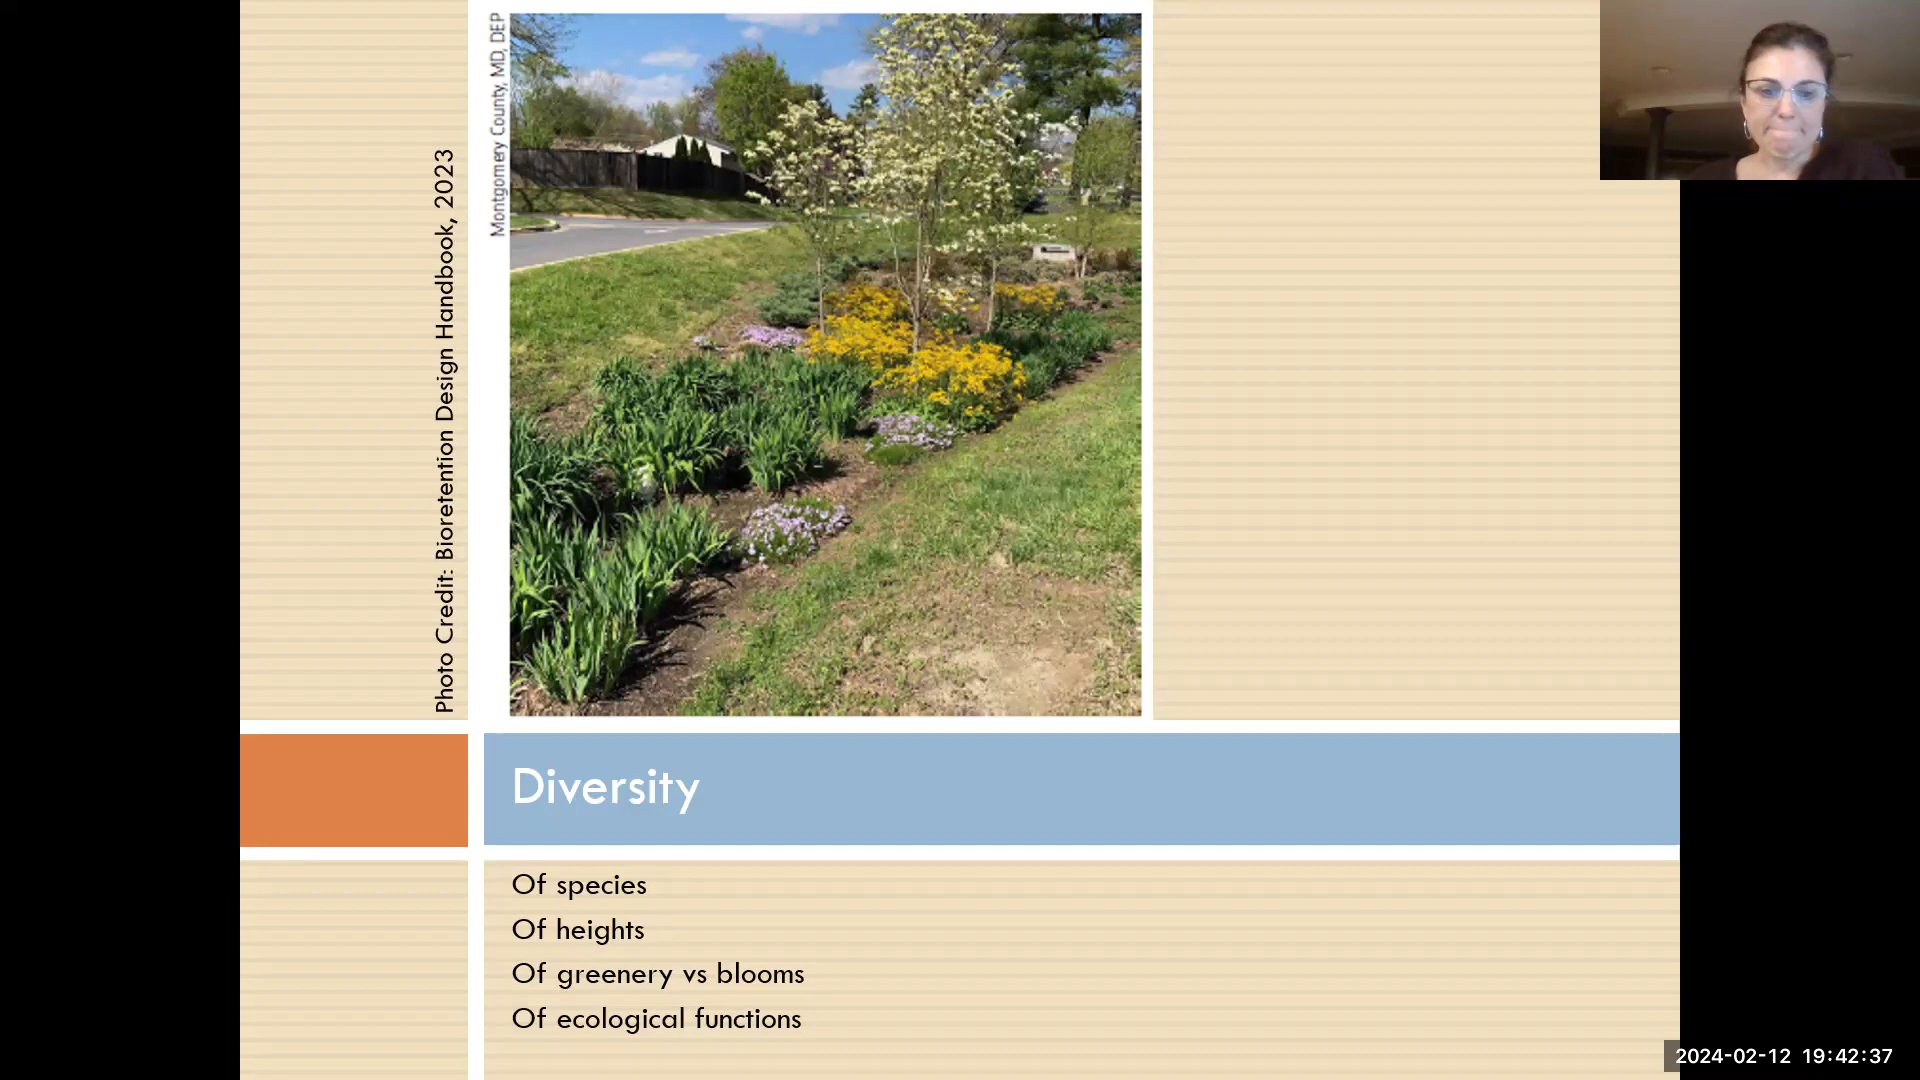 Montgomery County, MD, DEP
Photo Credit: Bioretention Design Handbook, 2023
Diversity
Of species
Of heights
Of greenery vs blooms
Of ecological functions
2024-02-12 19:42:37